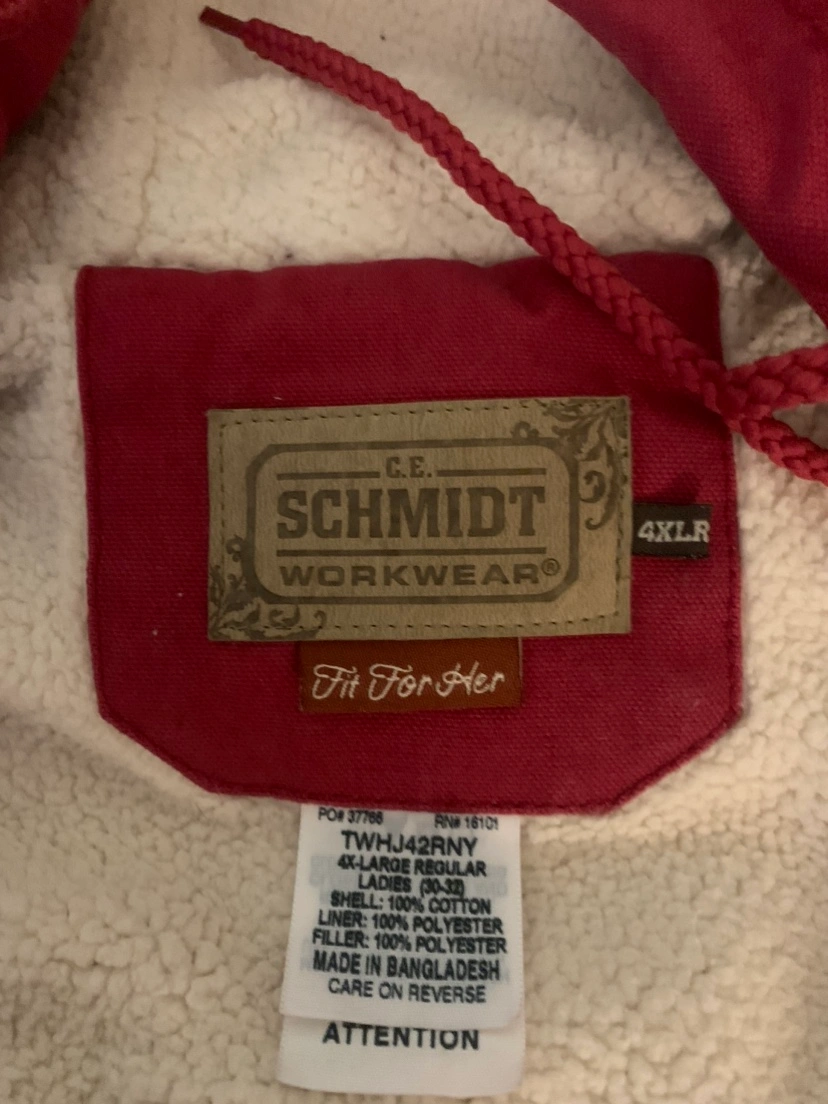 C.E.
SCHMIDT
WORKWEAR®
4XLR
Fit For Her
PO# 37766 RN# 16101
TWHJ42RNY
4X-LARGE REGULAR
LADIES (30-32)
SHELL: 100% COTTON
LINER: 100% POLYESTER
FILLER: 100% POLYESTER
MADE IN BANGLADESH
CARE ON REVERSE
ATTENTION